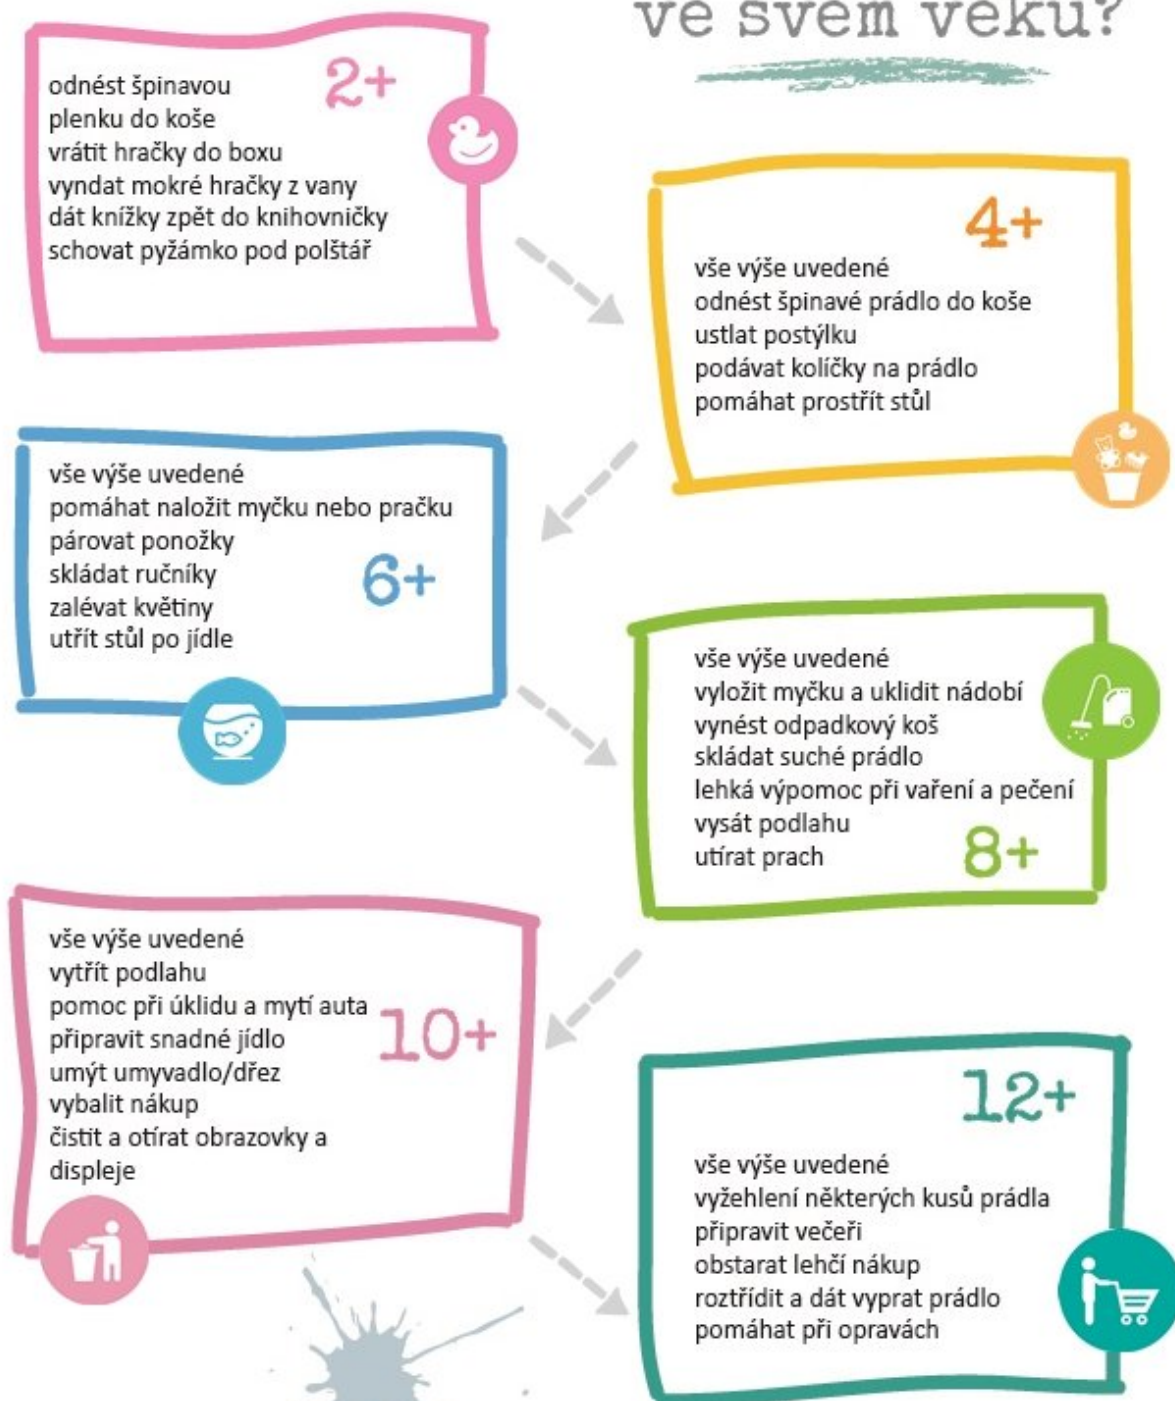 ve svém věku?
2+
odnést špinavou
plenku do koše
vrátit hračky do boxu
vyndat mokré hračky z vany
dát knížky zpět do knihovničky
schovat pyžámko pod polštář
4+
vše výše uvedené
odnést špinavé prádlo do koše
ustlat postýlku
podávat kolíčky na prádlo
pomáhat prostřít stůl
vše výše uvedené
pomáhat naložit myčku nebo pračku
párovat ponožky
skládat ručníky
zalévat květiny
utřít stůl po jídle
6+
vše výše uvedené
vyložit myčku a uklidit nádobí
vynést odpadkový koš
skládat suché prádlo
lehká výpomoc při vaření a pečení
vysát podlahu
utírat prach
8+
vše výše uvedené
vytřít podlahu
pomoc při úklidu a mytí auta
připravit snadné jídlo
umýt umyvadlo/dřez
vybalit nákup
čistit a otírat obrazovky a
displeje
10+
12+
vše výše uvedené
vyžehlení některých kusů prádla
připravit večeři
obstarat lehčí nákup
roztřídit a dát vyprat prádlo
pomáhat při opravách